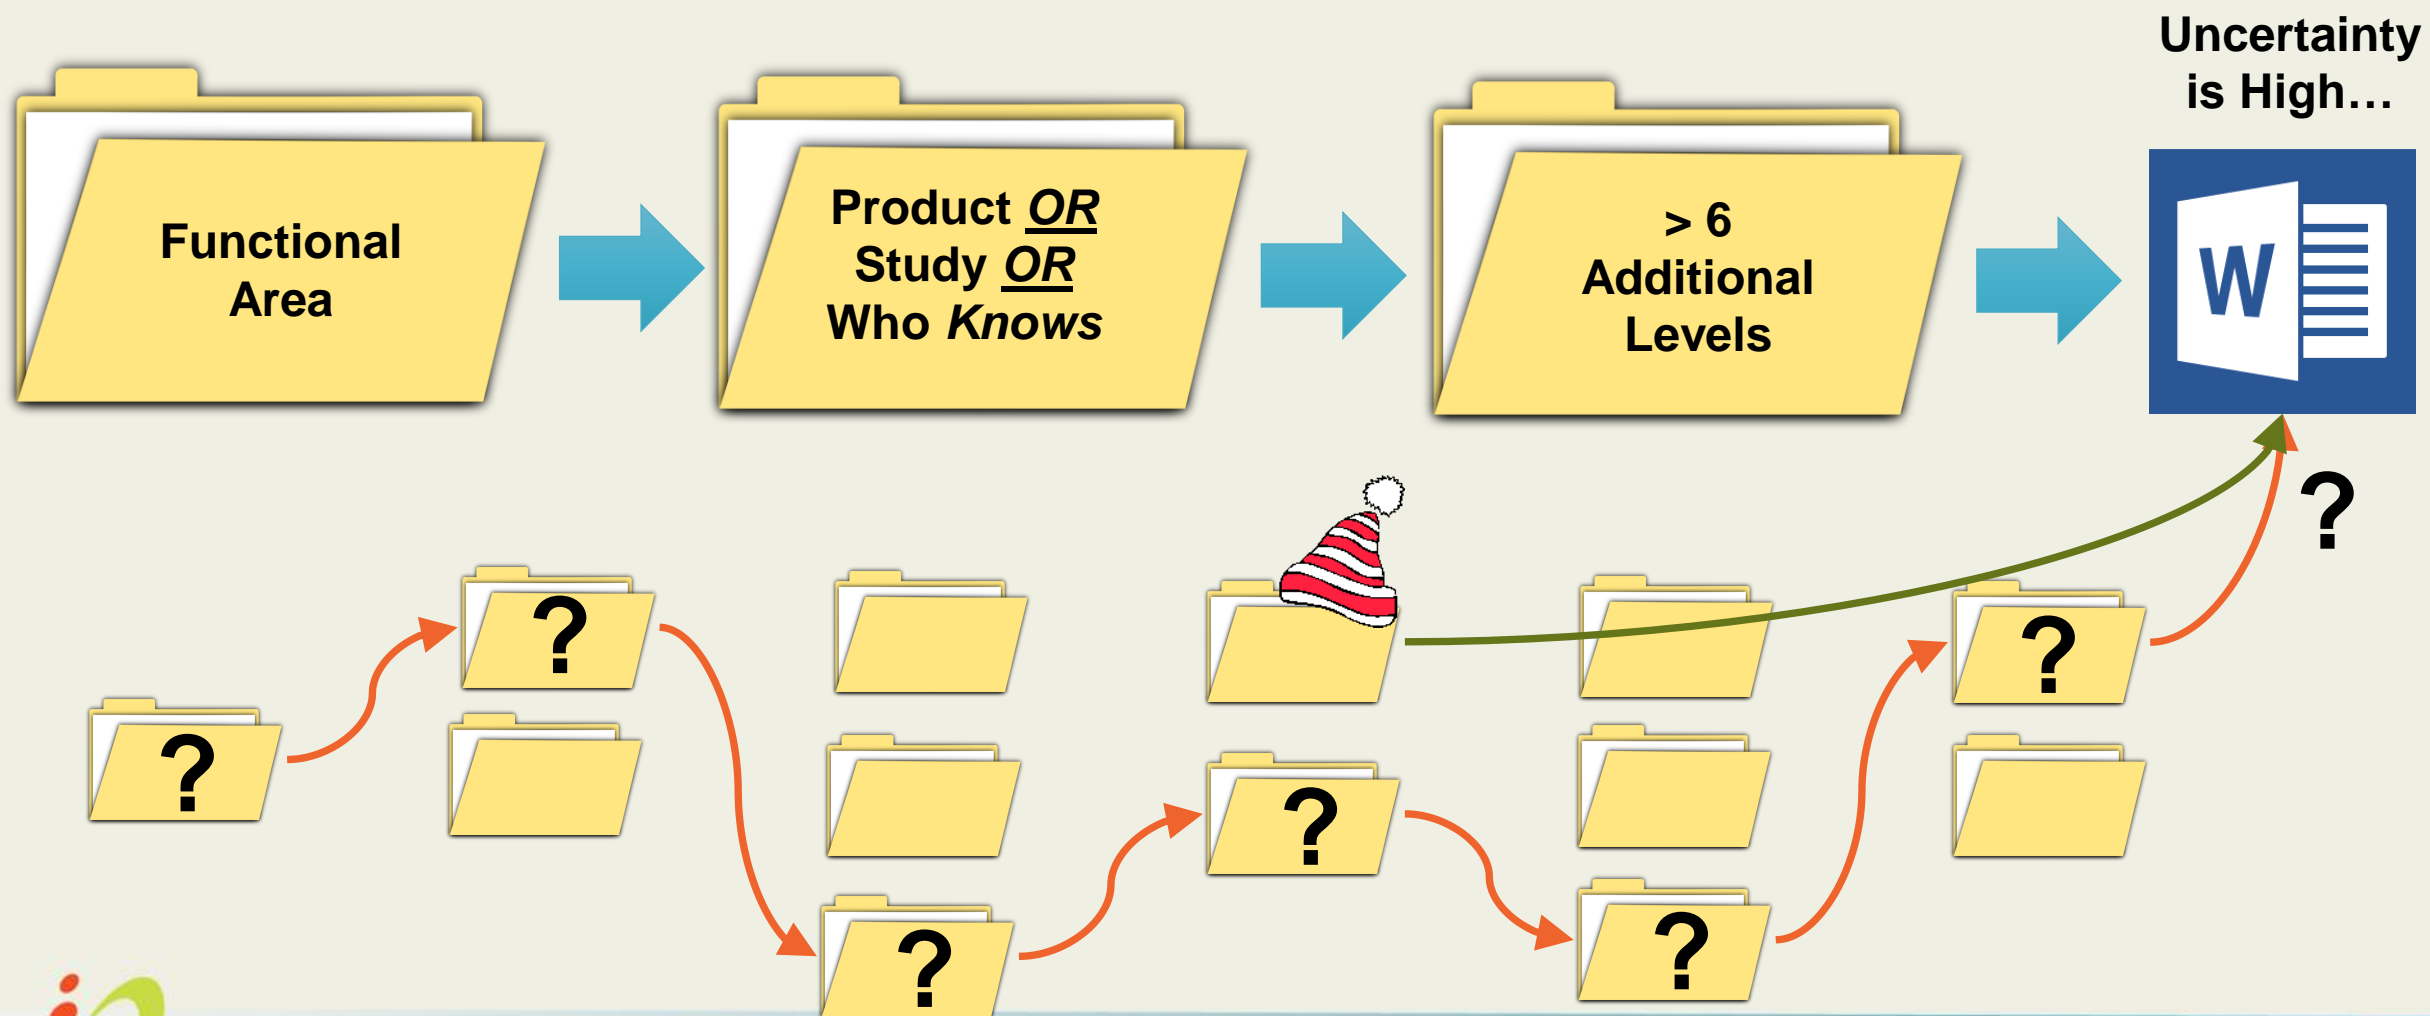 Uncertainty
is High…
Functional
Area
Product OR
Study OR
Who Knows
> 6
Additional
Levels
W
?
?
?
?
?
?
?